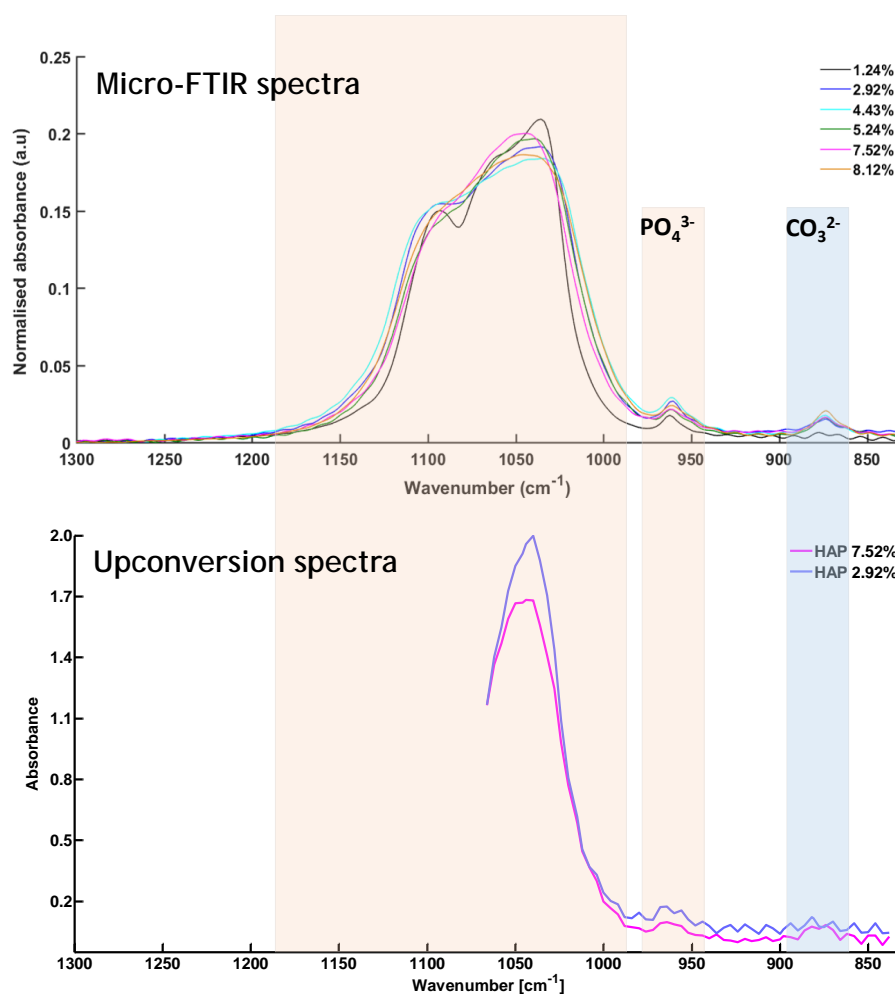 Micro-FTIR spectra
0.25
0.2
0.15
0.1
0.05
0
Normalised absorbance (a.u)
1.24%
2.92%
4.43%
5.24%
7.52%
8.12%
PO₄³⁻
CO₃²⁻
1300 1250 1200 1150 1100 1050 1000 950 900 850
Wavenumber (cm⁻¹)
Upconversion spectra
2.0
1.7
1.4
1.1
0.8
0.5
0.2
Absorbance
HAP 7.52%
HAP 2.92%
1300 1250 1200 1150 1100 1050 1000 950 900 850
Wavenumber [cm⁻¹]